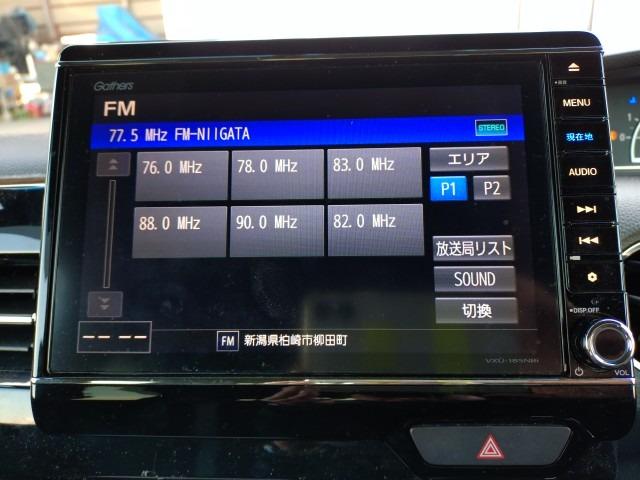 Gathers
FM
77.5 MHz FM-NIIGATA STEREO
76.0 MHz 78.0 MHz 83.0 MHz エリア
P1 P2
88.0 MHz 90.0 MHz 82.0 MHz
放送局リスト
SOUND
切換
-- --
FM 新潟県柏崎市柳田町
VXU-185NBi
MENU
現在地
AUDIO
DISP OFF
VOL